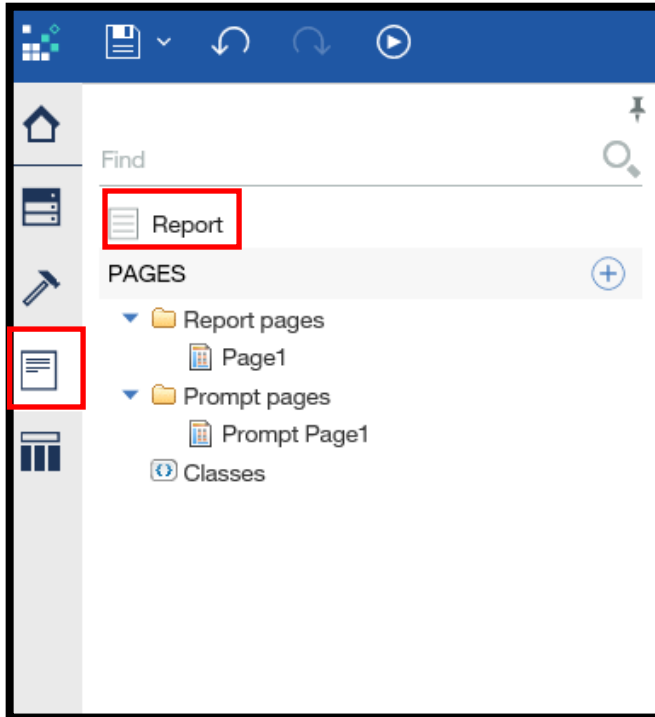 Find
Report
PAGES
Report pages
Page1
Prompt pages
Prompt Page1
Classes